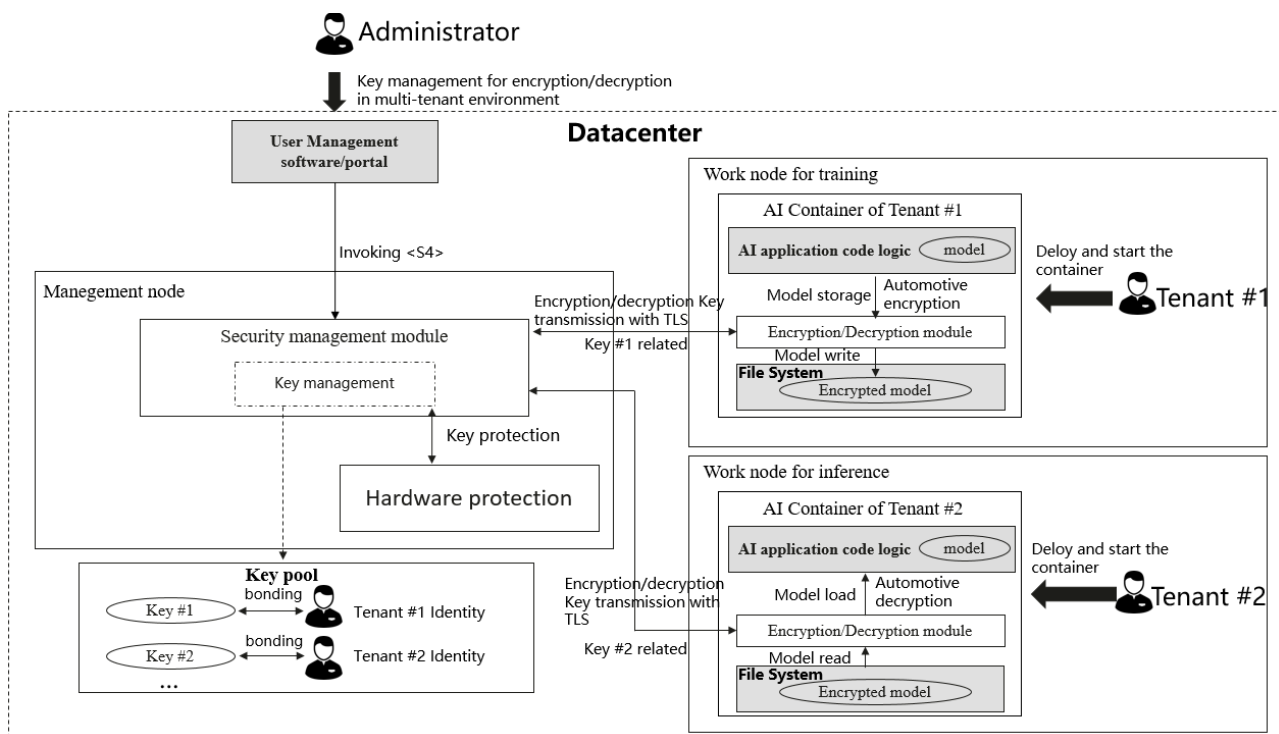 Administrator
Key management for encryption/decryption
in multi-tenant environment
Datacenter
User Management
software/portal
Invoking <S4>
Manegement node
Security management module
Key management
Key protection
Hardware protection
Key pool
Key #1
bonding
Tenant #1 Identity
Key #2
bonding
Tenant #2 Identity
...
Encryption/decryption Key
transmission with TLS
Key #1 related
Encryption/decryption
Key transmission with
TLS
Key #2 related
Work node for training
AI Container of Tenant #1
AI application code logic
model
Model storage
Automotive
encryption
Encryption/Decryption module
Model write
File System
Encrypted model
Deloy and start the
container
Tenant #1
Work node for inference
AI Container of Tenant #2
AI application code logic
model
Model load
Automotive
decryption
Encryption/Decryption module
Model read
File System
Encrypted model
Deloy and start the
container
Tenant #2